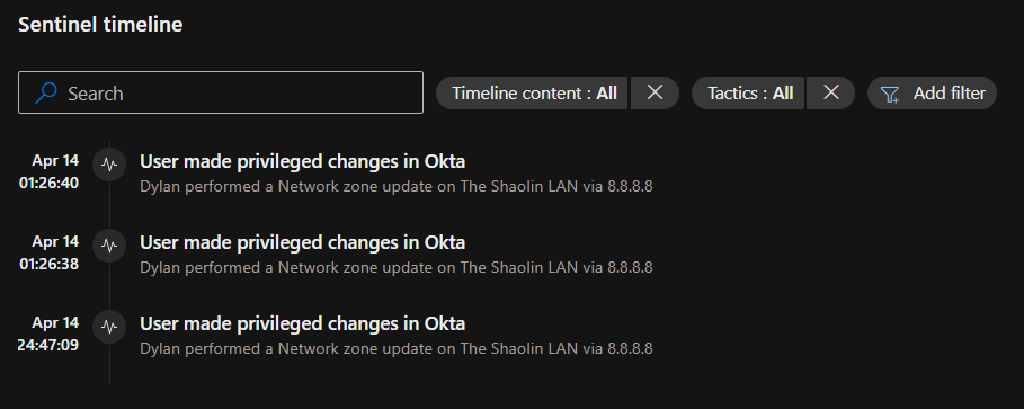 Sentinel timeline
Search
Timeline content : All
Tactics : All
Add filter
Apr 14
01:26:40
User made privileged changes in Okta
Dylan performed a Network zone update on The Shaolin LAN via 8.8.8.8
Apr 14
01:26:38
User made privileged changes in Okta
Dylan performed a Network zone update on The Shaolin LAN via 8.8.8.8
Apr 14
24:47:09
User made privileged changes in Okta
Dylan performed a Network zone update on The Shaolin LAN via 8.8.8.8